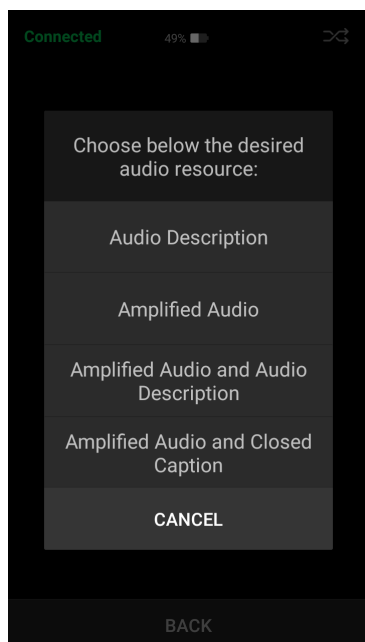 Connected
49%
Choose below the desired
audio resource:
Audio Description
Amplified Audio
Amplified Audio and Audio
Description
Amplified Audio and Closed
Caption
CANCEL
BACK